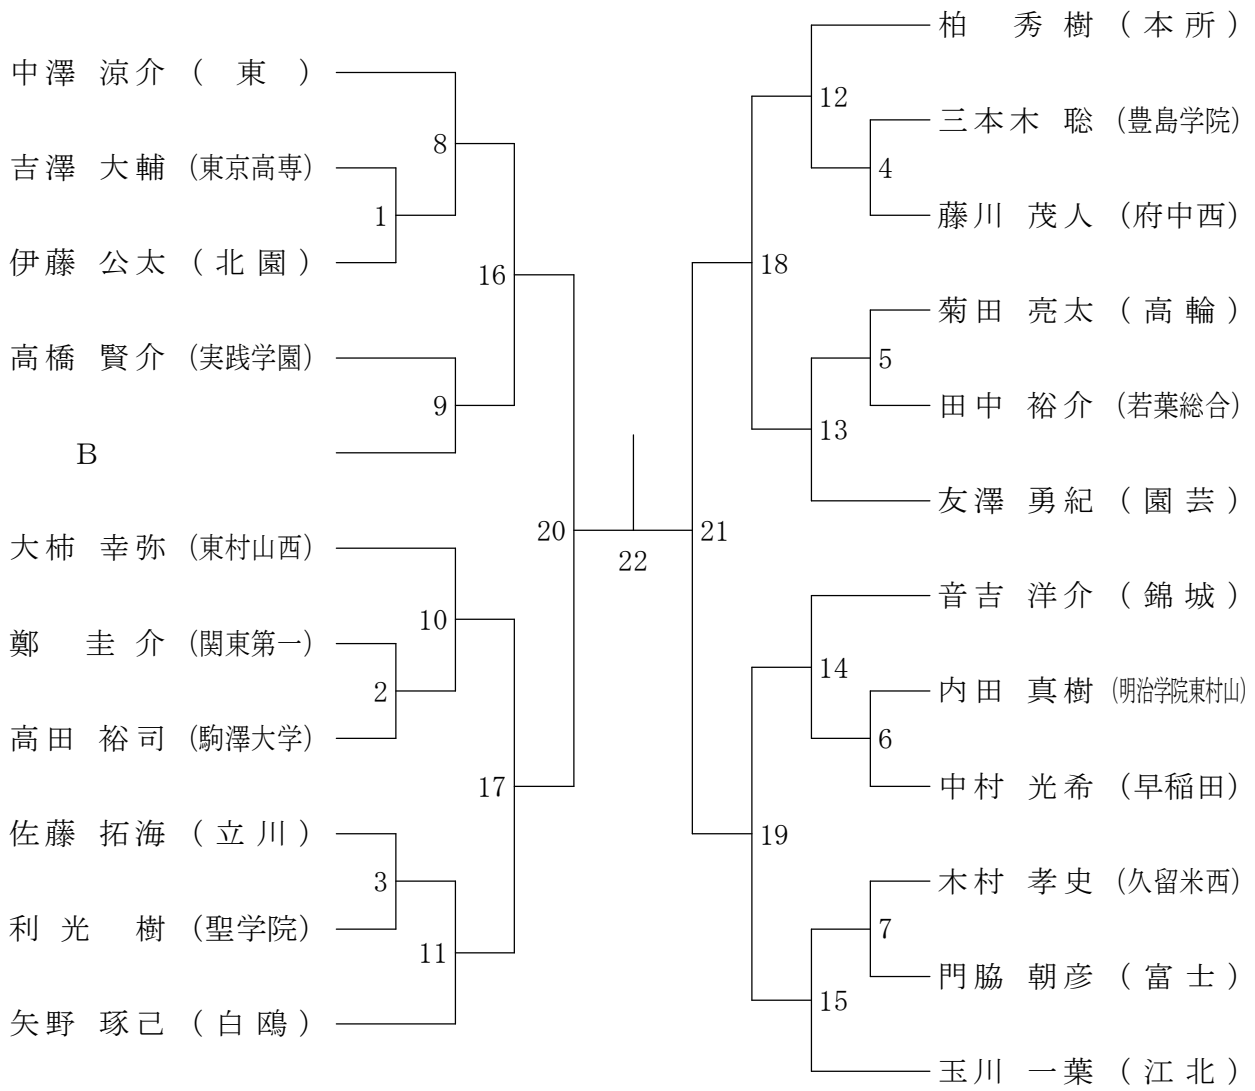 中澤 涼介 (東)
8
吉澤 大輔 (東京高専)
1
伊藤 公太 (北園)
16
高橋 賢介 (実践学園)
9
B
20
大柿 幸弥 (東村山西)
10
鄭 圭介 (関東第一)
2
高田 裕司 (駒澤大学)
17
佐藤 拓海 (立川)
3
利光 樹 (聖学院)
11
矢野 琢己 (白鴎)
22
柏 秀樹 (本所)
12
三本木 聡 (豊島学院)
4
藤川 茂人 (府中西)
18
菊田 亮太 (高輪)
5
田中 裕介 (若葉総合)
13
友澤 勇紀 (園芸)
21
音吉 洋介 (錦城)
14
内田 真樹 (明治学院東村山)
6
中村 光希 (早稲田)
19
木村 孝史 (久留米西)
7
門脇 朝彦 (富士)
15
玉川 一葉 (江北)